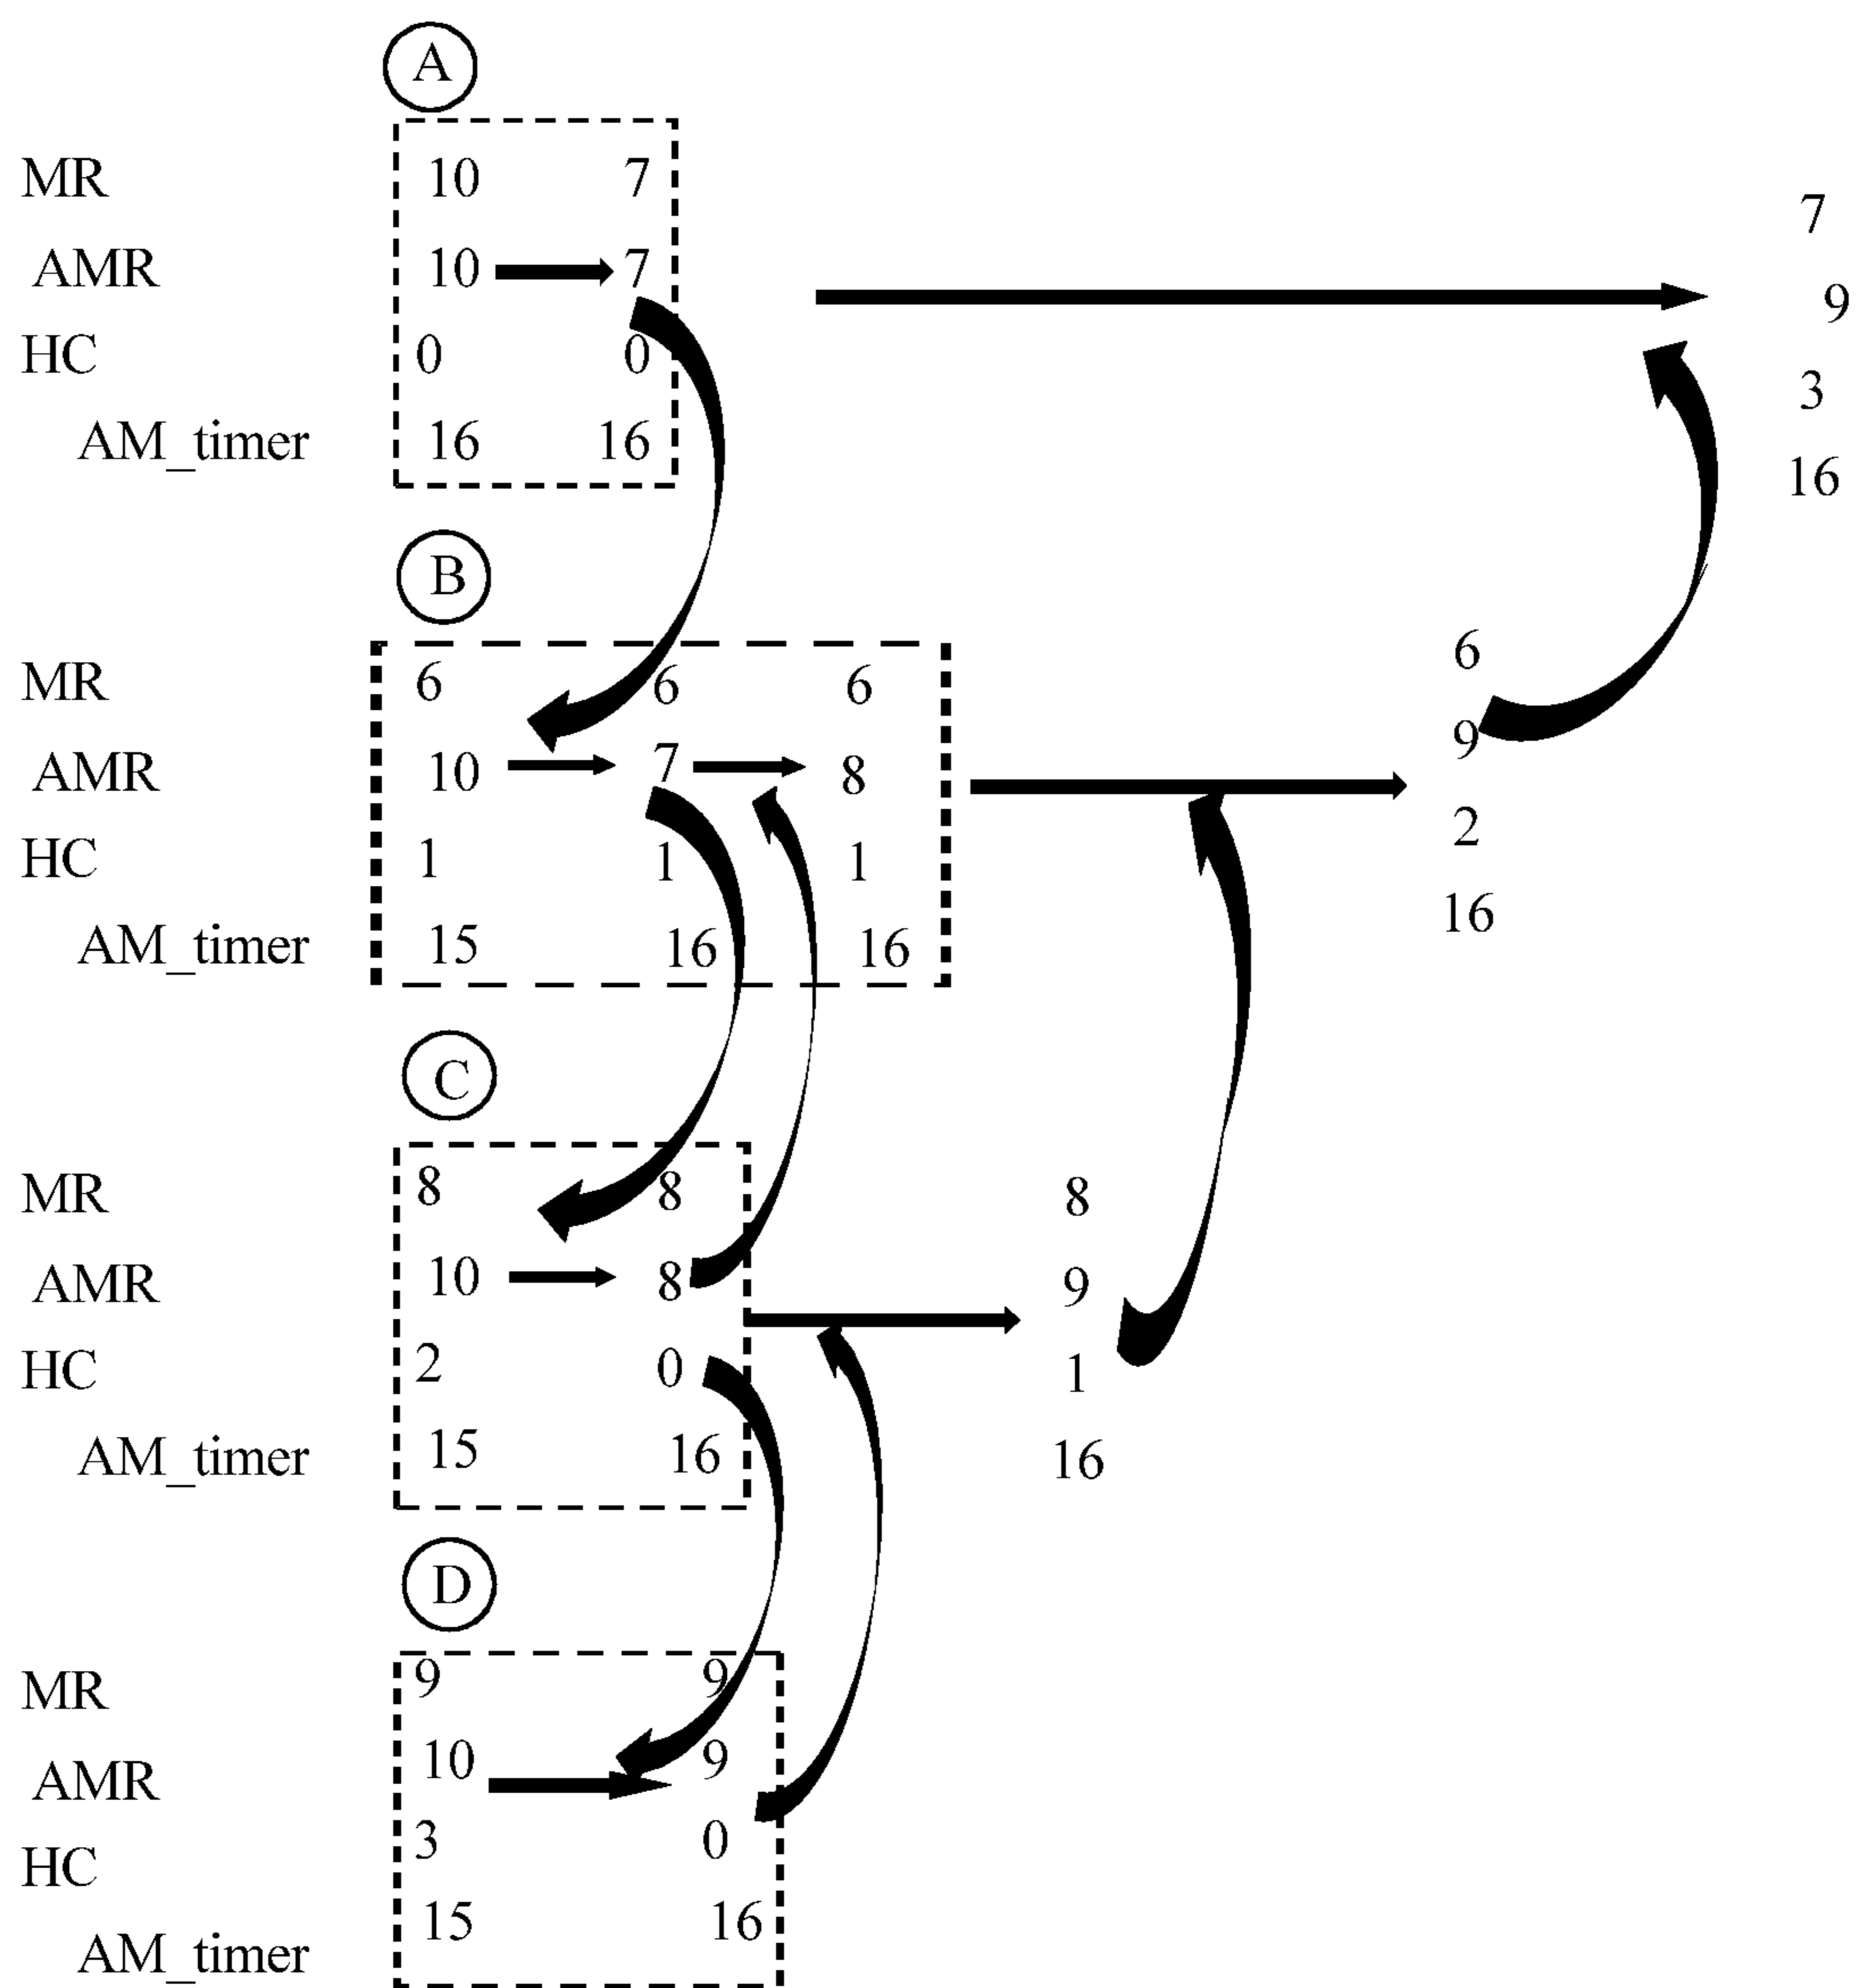 A
MR 10 7
7
AMR 10 7
9
HC 0 0
3
AM_timer 16 16
16
B
MR 6 6 6
6
AMR 10 7 8
9
HC 1 1 1
2
AM_timer 15 16 16
16
C
MR 8 8 8
AMR 10 8 9
HC 2 0 1
AM_timer 15 16 16
D
MR 9 9
AMR 10 9
HC 3 0
AM_timer 15 16